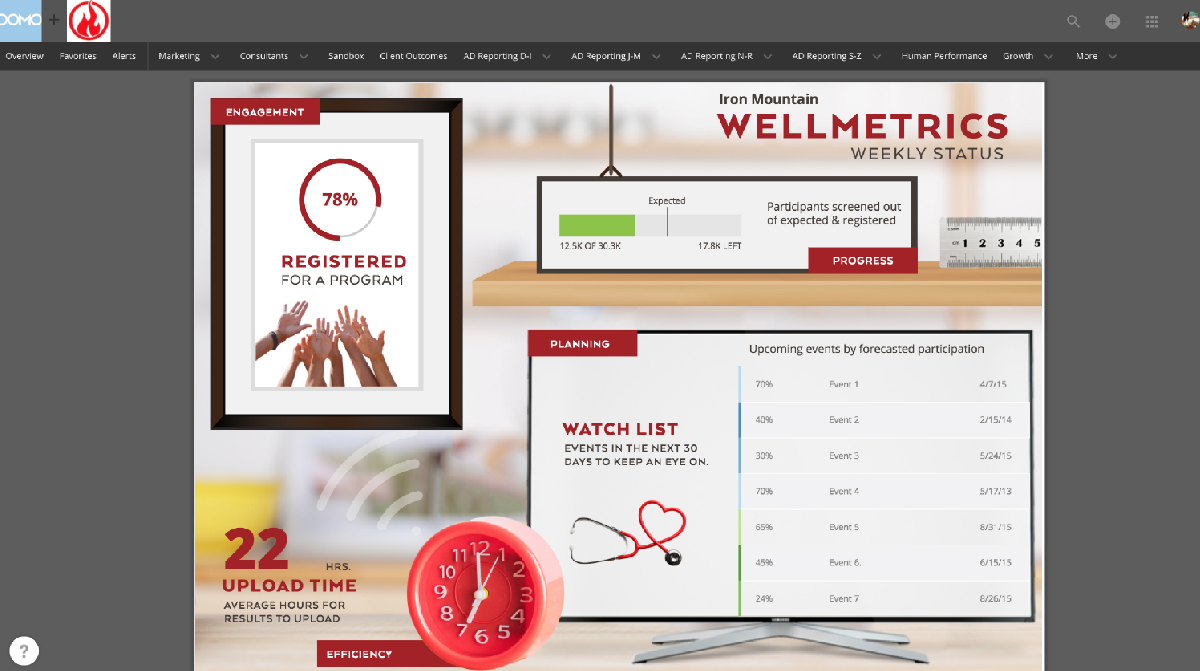 DOMO
Overview Favorites Alerts Marketing Consultants Sandbox Client Outcomes AD Reporting D-I AD Reporting J-M AD Reporting N-R AD Reporting S-Z Human Performance Growth More
ENGAGEMENT
78%
REGISTERED
FOR A PROGRAM
Iron Mountain
WELLMETRICS
WEEKLY STATUS
Expected
12.5K OF 30.3K 17.8K LEFT
Participants screened out
of expected & registered
PROGRESS
1 2 3 4 5
PLANNING
Upcoming events by forecasted participation
WATCH LIST
EVENTS IN THE NEXT 30
DAYS TO KEEP AN EYE ON.
70% Event 1 4/7/15
40% Event 2 2/15/14
30% Event 3 5/24/15
70% Event 4 5/17/13
65% Event 5 8/31/15
45% Event 6. 6/15/15
24% Event 7 8/26/15
22
HRS.
UPLOAD TIME
AVERAGE HOURS FOR
RESULTS TO UPLOAD
12 1 2 3 4 5 6 7 8 9 10 11
EFFICIENCY
?